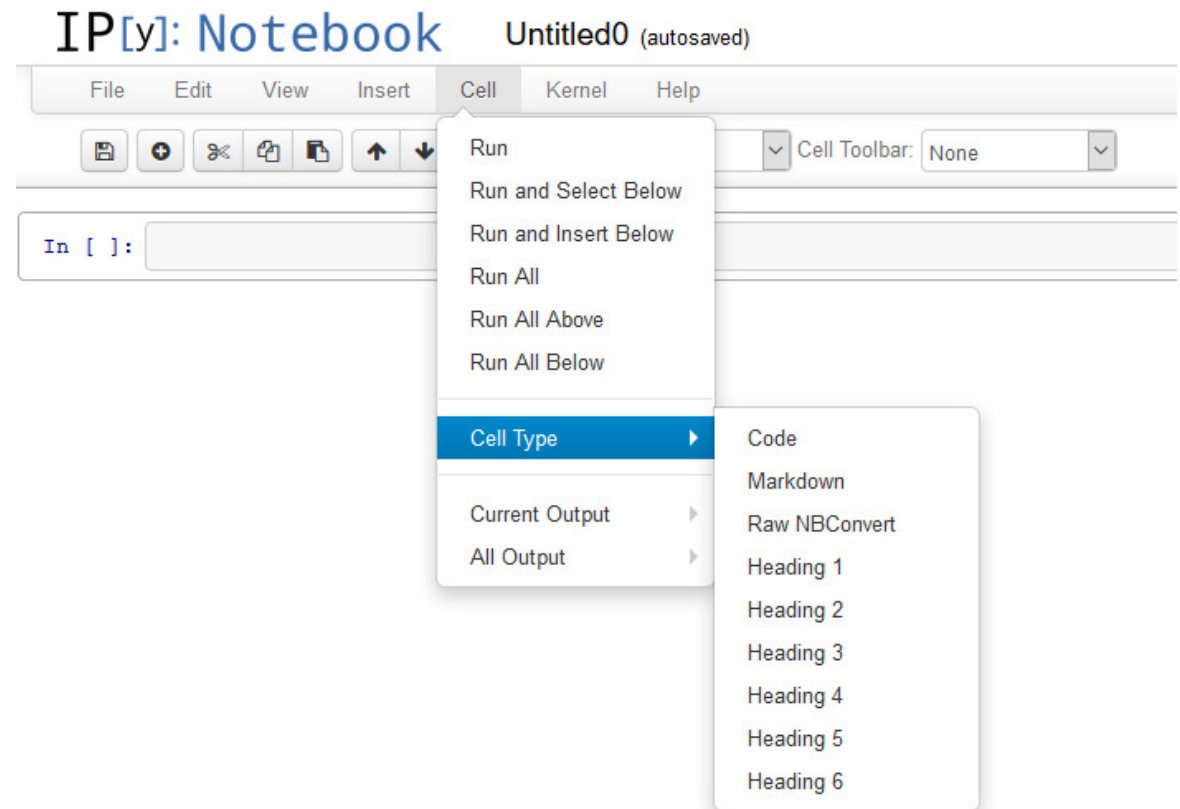 IP[y]: Notebook Untitled0 (autosaved)
File Edit View Insert Cell Kernel Help
Cell Toolbar: None
In [ ]:
Run
Run and Select Below
Run and Insert Below
Run All
Run All Above
Run All Below
Cell Type
Current Output
All Output
Code
Markdown
Raw NBConvert
Heading 1
Heading 2
Heading 3
Heading 4
Heading 5
Heading 6